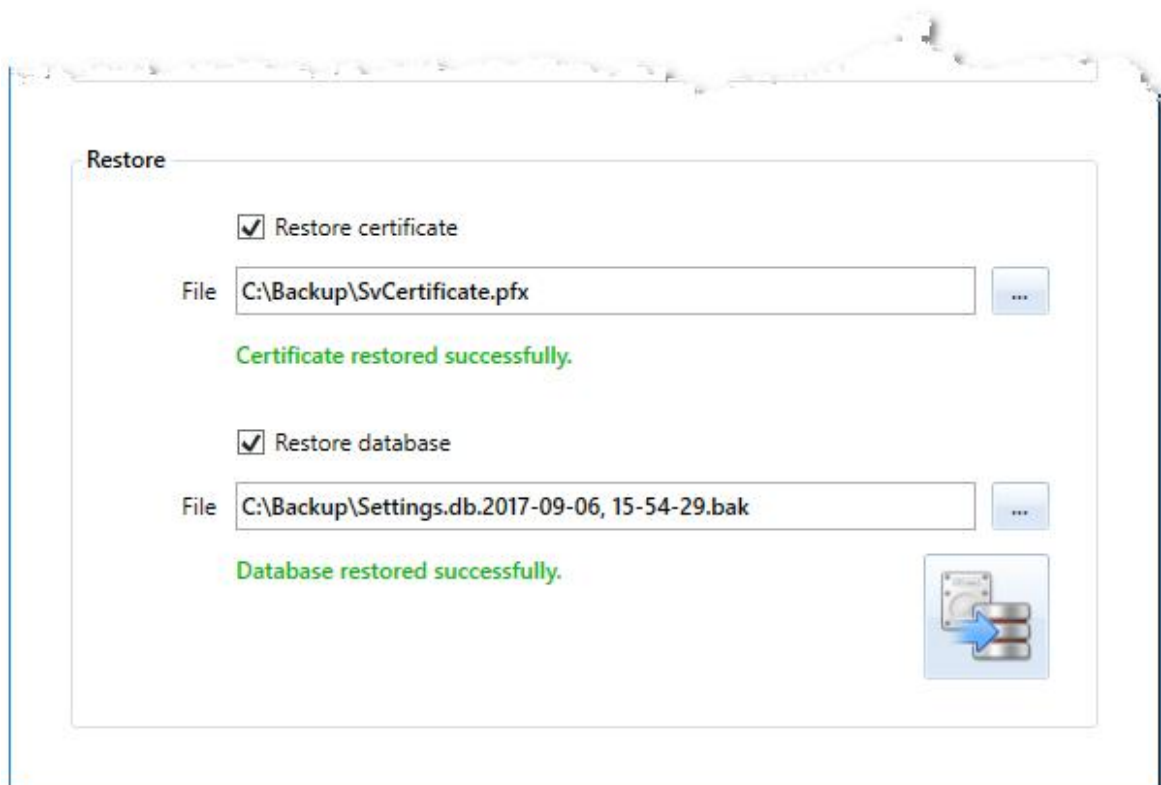 Restore
Restore certificate
File C:\Backup\SvCertificate.pfx ...
Certificate restored successfully.
Restore database
File C:\Backup\Settings.db.2017-09-06, 15-54-29.bak ...
Database restored successfully.